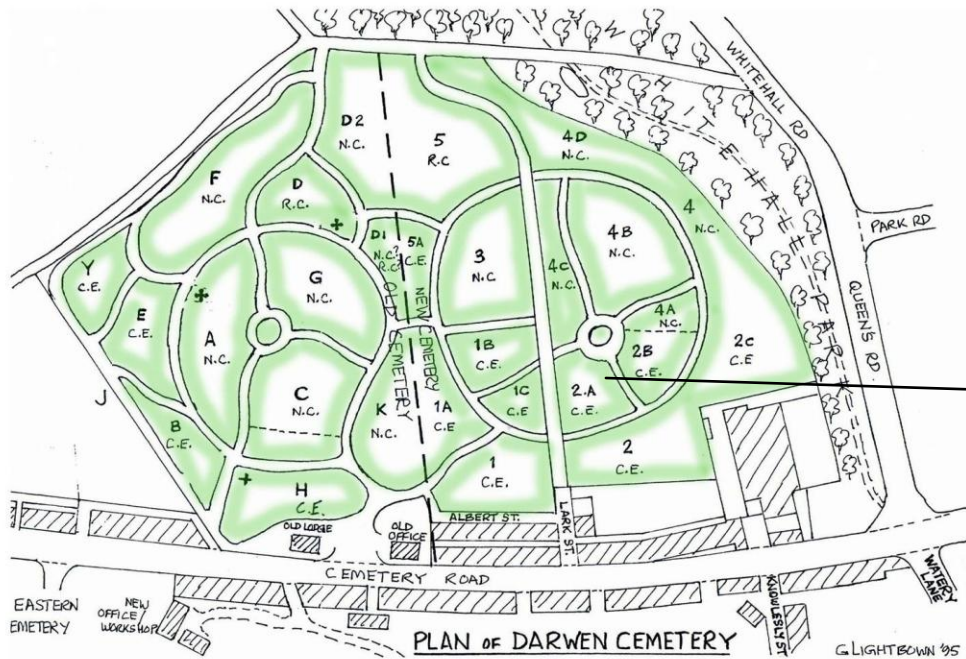 WHITEHALL RD
WHITEHALL PARK
D2
N.C.
5
R.C
4D
N.C.
F
N.C.
D
R.C.
4
N.C.
PARK RD
D1
N.C.?
R.C?
5A
C.E.
3
N.C
4B
N.C.
Y
C.E.
G
N.C.
4C
N.C.
QUEEN'S RD
E
C.E.
A
N.C.
OLD CEMETERY
NEW CEMETERY
4A
N.C.
1B
C.E.
2B
C.E.
2C
C.E
J
C
N.C.
K
N.C.
1A
C.E
1C
C.E
2.A
C.E.
B
C.E.
1
C.E.
2
C.E.
H
C.E.
OLD LODGE
OLD
OFFICE
ALBERT ST.
LARK ST.
CEMETERY ROAD
EASTERN
EMETERY
NEW
OFFICE
WORKSHOP
KNOWLESLY ST
WATERY
LANE
PLAN OF DARWEN CEMETERY
G LIGHTBOWN '95